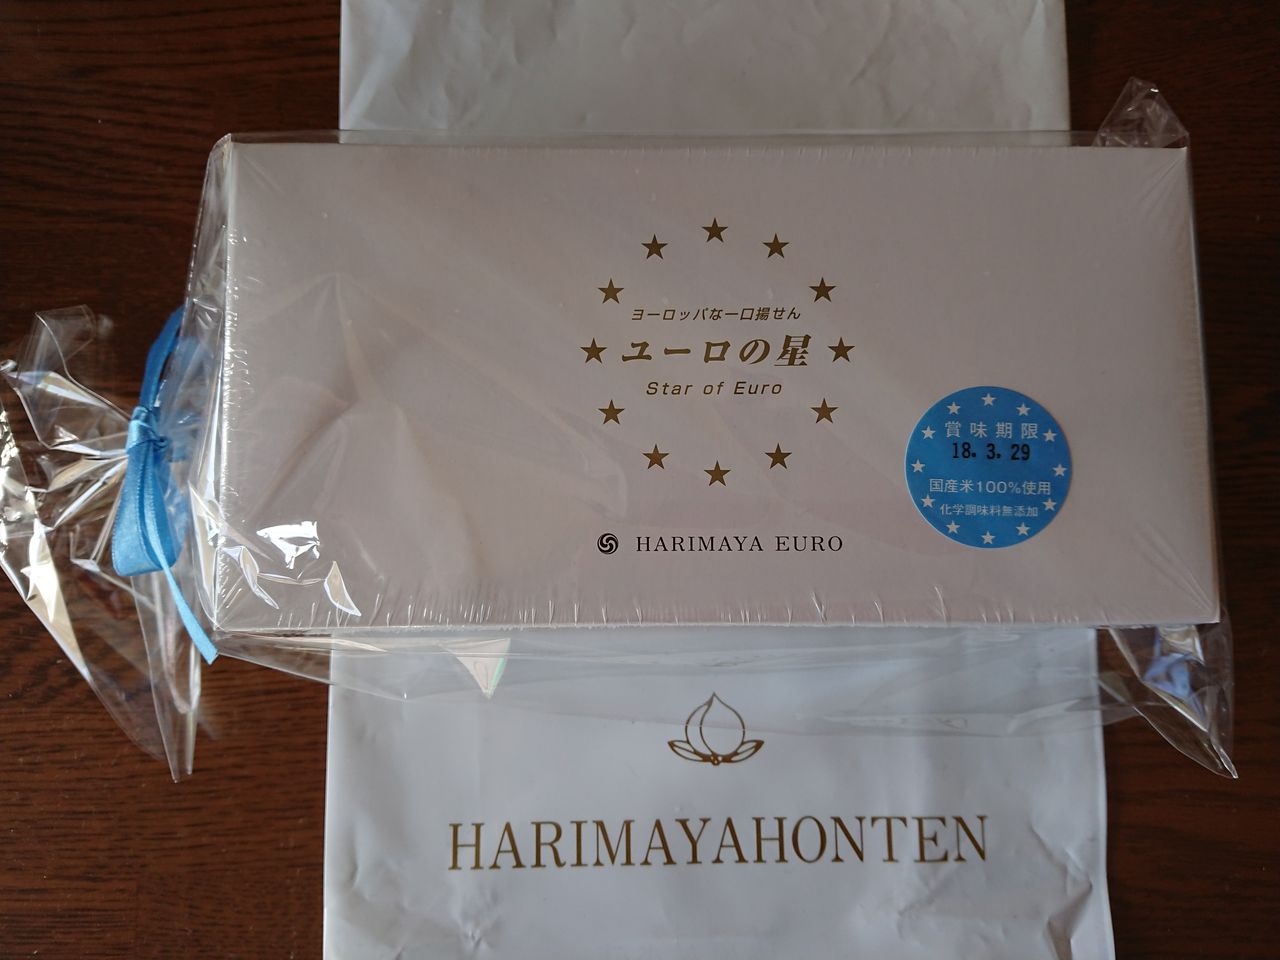 ヨーロッパな一口揚せん
ユーロの星
Star of Euro
HARIMAYA EURO
賞味期限
18. 3. 29
国産米100%使用
化学調味料無添加
HARIMAYAHONTEN